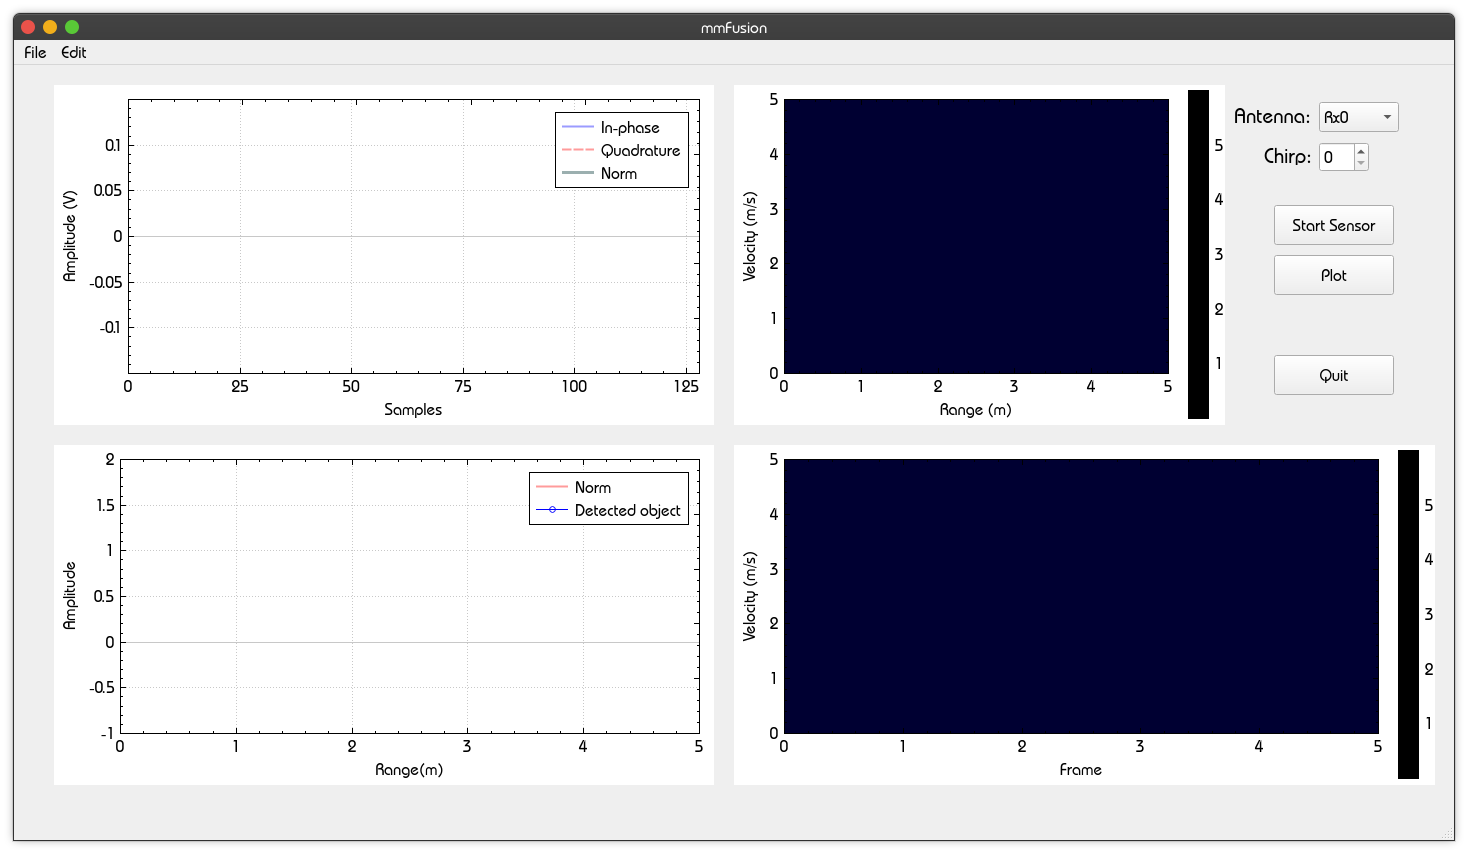 mmFusion
File Edit
In-phase
Quadrature
Norm
0.1
0.05
0
-0.05
-0.1
Amplitude (V)
0 25 50 75 100 125
Samples
5
4
3
2
1
0
Velocity (m/s)
0 1 2 3 4 5
Range (m)
5
4
3
2
1
Antenna: Rx0
Chirp: 0
Start Sensor
Plot
Quit
Norm
Detected object
2
1.5
1
0.5
0
-0.5
-1
Amplitude
0 1 2 3 4 5
Range(m)
5
4
3
2
1
0
Velocity (m/s)
0 1 2 3 4 5
Frame
5
4
3
2
1